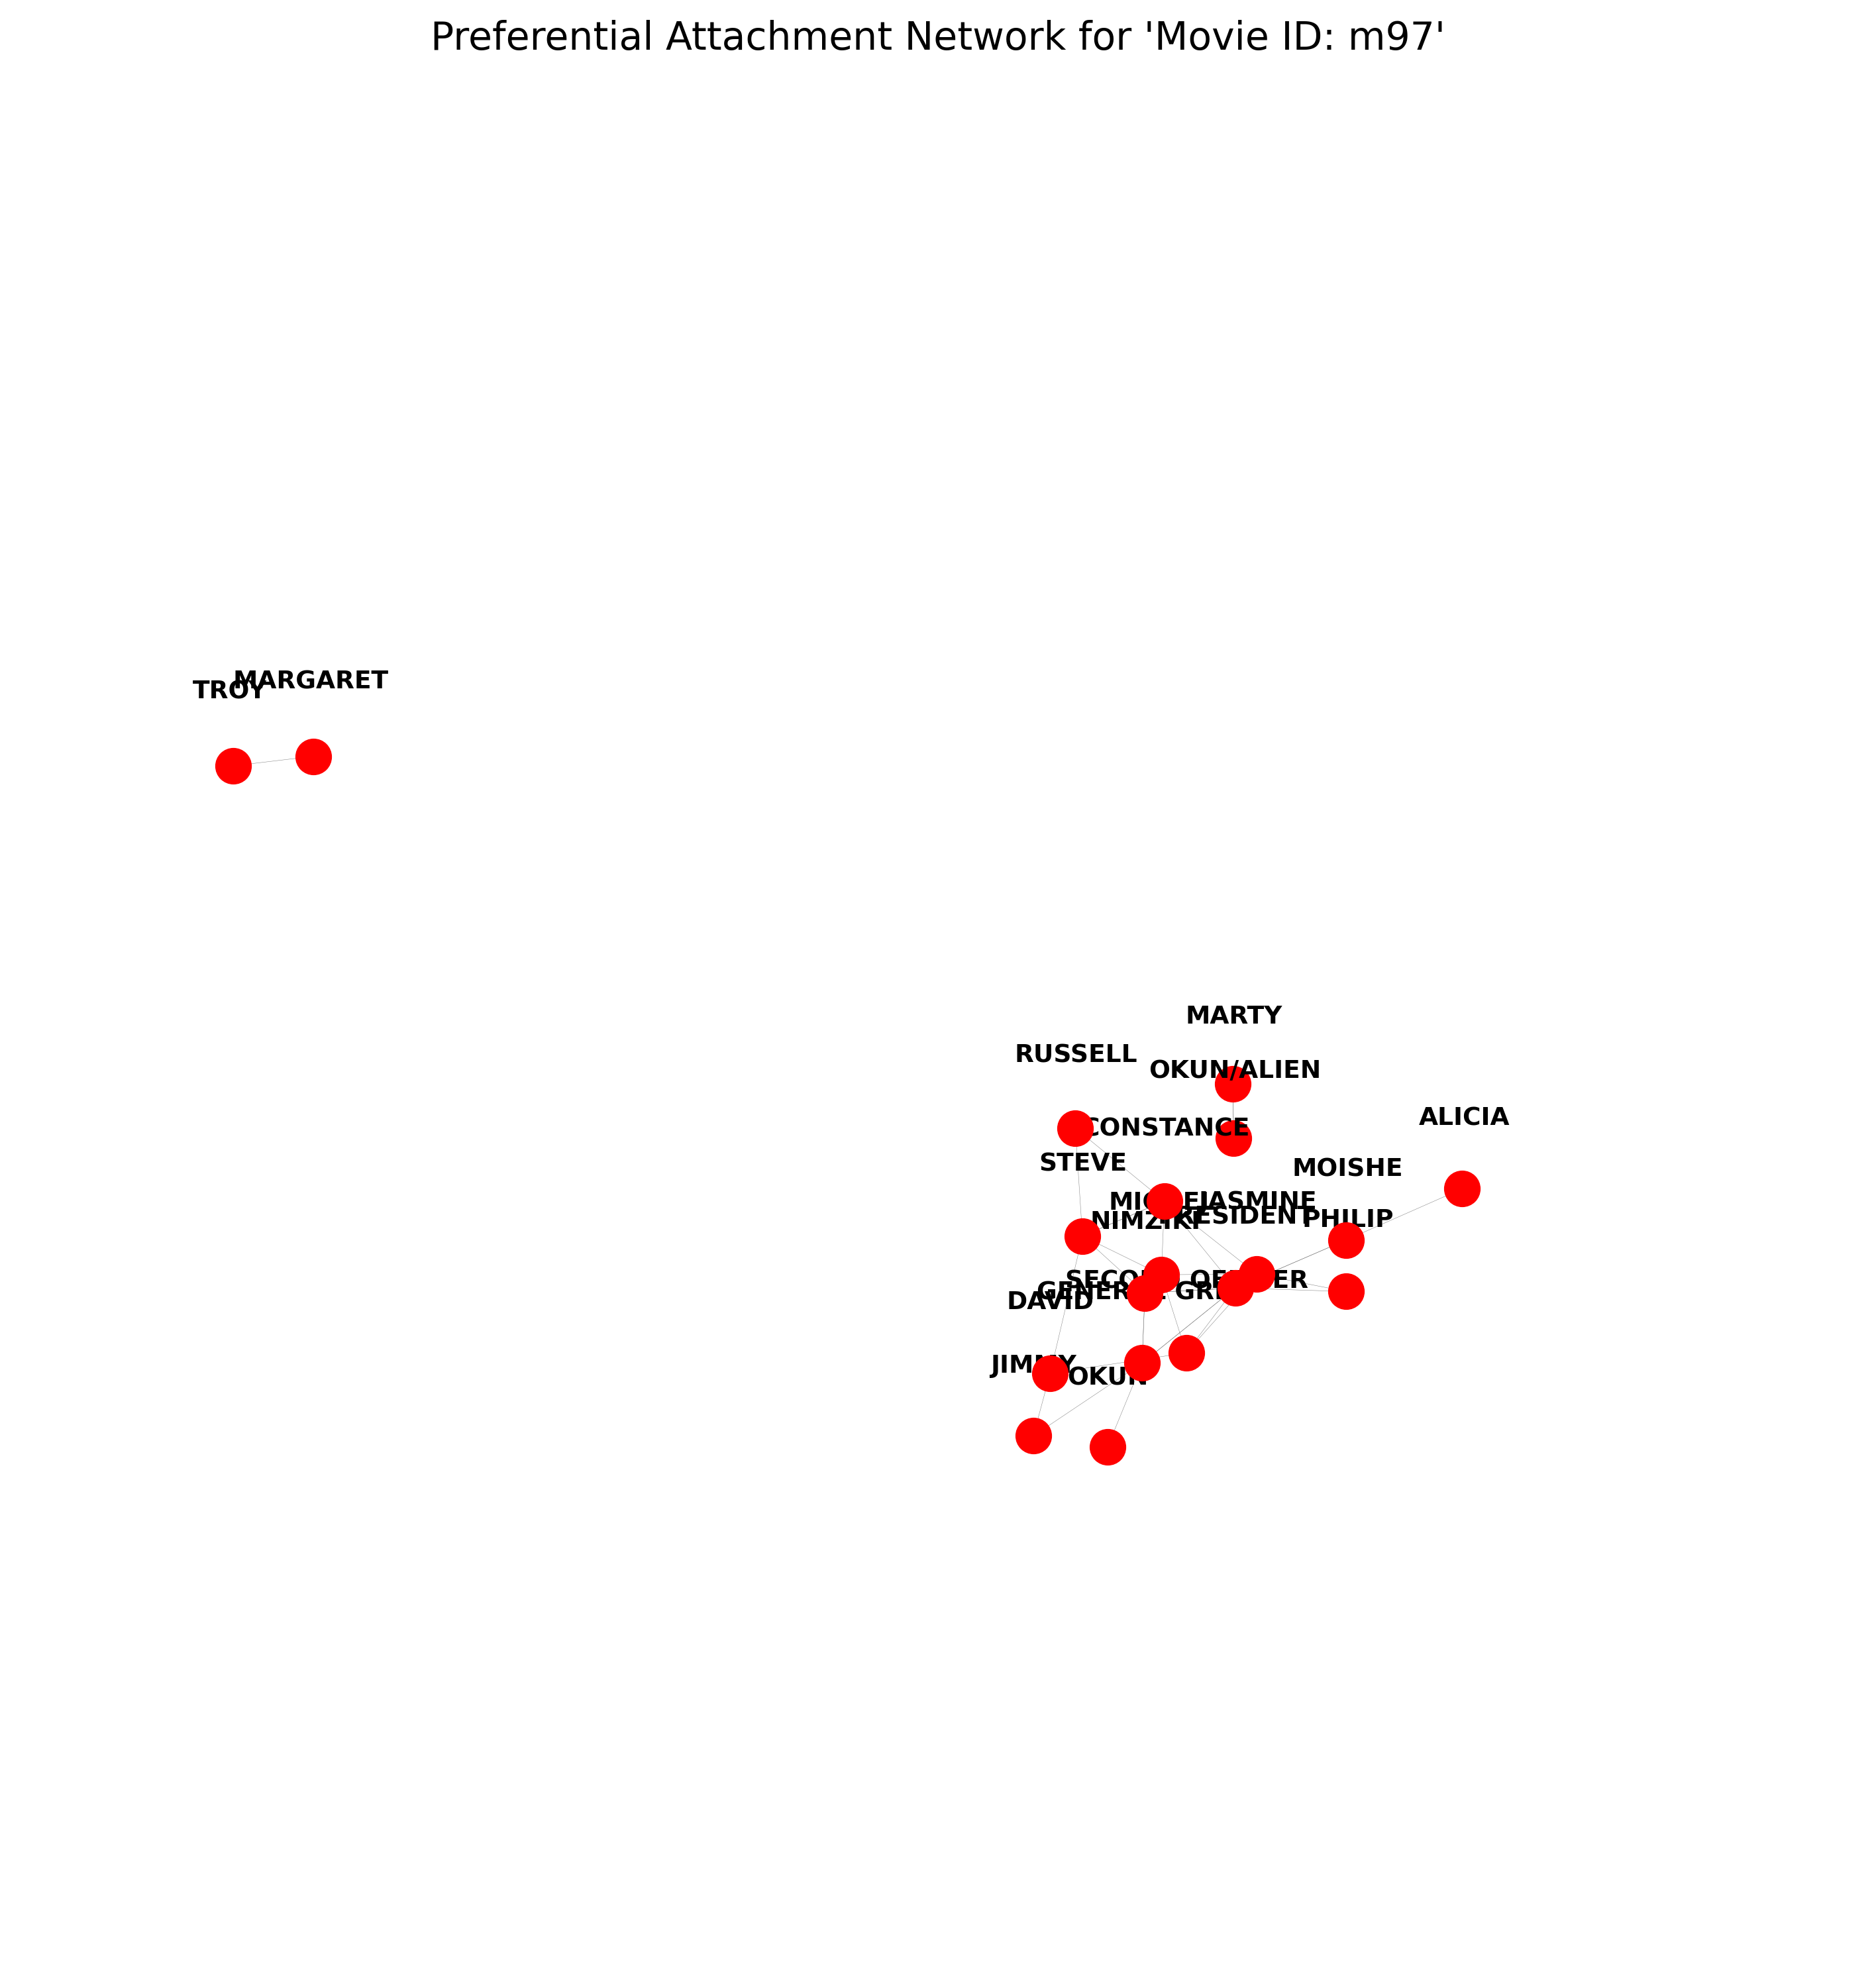 Preferential Attachment Network for 'Movie ID: m97'
MARGARET
TROY
MARTY
RUSSELL
OKUN/ALIEN
ALICIA
CONSTANCE
STEVE
MOISHE
JASMINE
PHILIP
NIMZIKI
DAVID
JIMMY
OKUN